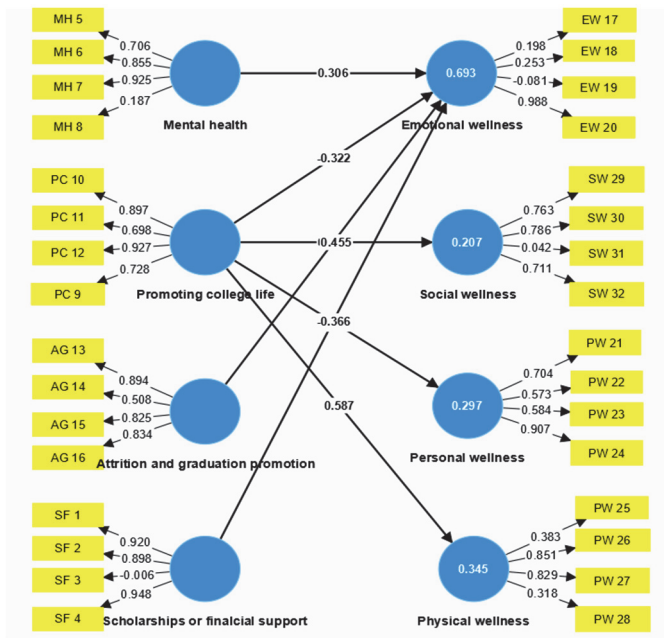 MH 5
MH 6
MH 7
MH 8
0.706
0.855
0.925
0.187
Mental health
0.306
0.693
Emotional wellness
0.198
0.253
-0.081
0.988
EW 17
EW 18
EW 19
EW 20
PC 10
PC 11
PC 12
PC 9
0.897
0.698
0.927
0.728
Promoting college life
-0.322
0.455
0.207
Social wellness
0.763
0.786
0.042
0.711
SW 29
SW 30
SW 31
SW 32
AG 13
AG 14
AG 15
AG 16
0.894
0.508
0.825
0.834
Attrition and graduation promotion
-0.366
0.297
Personal wellness
0.704
0.573
0.584
0.907
PW 21
PW 22
PW 23
PW 24
SF 1
SF 2
SF 3
SF 4
0.920
0.898
-0.006
0.948
Scholarships or finalcial support
0.587
0.345
Physical wellness
0.383
0.851
0.829
0.318
PW 25
PW 26
PW 27
PW 28